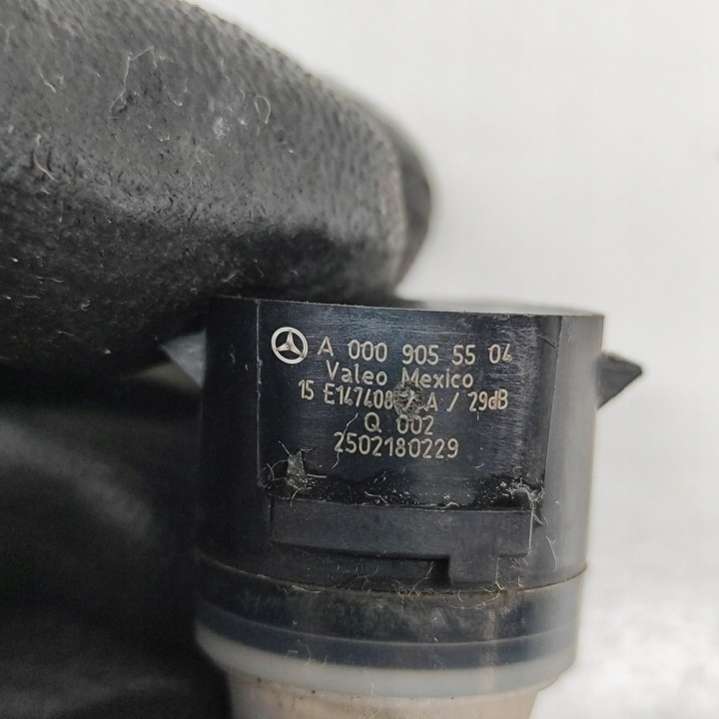 A 000 905 55 04
Valeo Mexico
15 E147408 A / 29dB
Q 002
2502180229